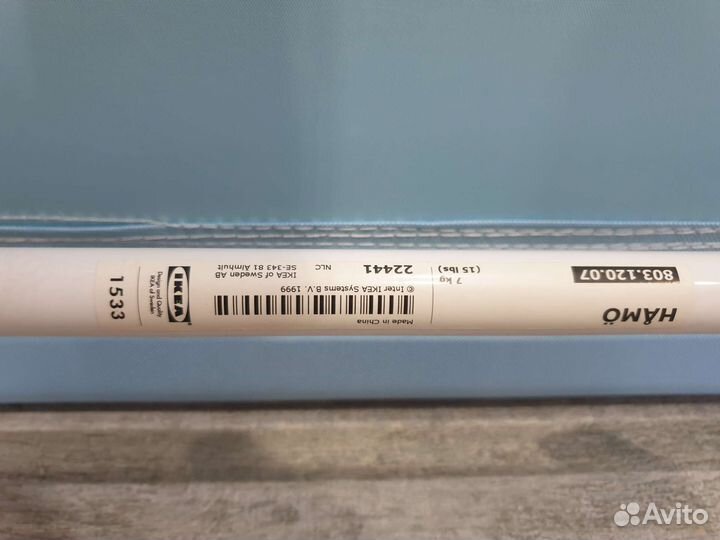 HÅMÖ
803.120.07
7 kg
(15 lbs)
Made in China
© Inter IKEA Systems B.V. 1999
22441
NLC
IKEA of Sweden AB
SE-343 81 Älmhult
IKEA
Design and Quality
IKEA of Sweden
1533
Avito